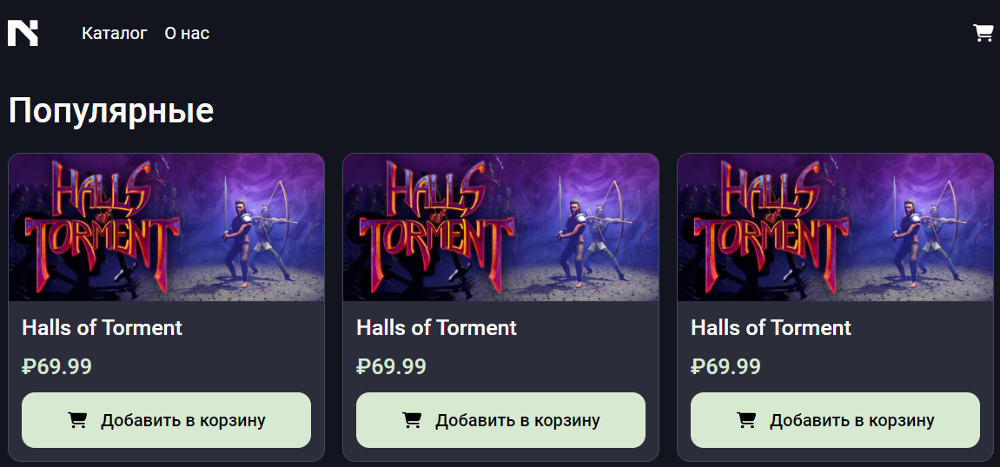 Каталог О нас
Популярные
HALLS of TORMENT
HALLS of TORMENT
HALLS of TORMENT
Halls of Torment
Halls of Torment
Halls of Torment
₽69.99
₽69.99
₽69.99
Добавить в корзину
Добавить в корзину
Добавить в корзину